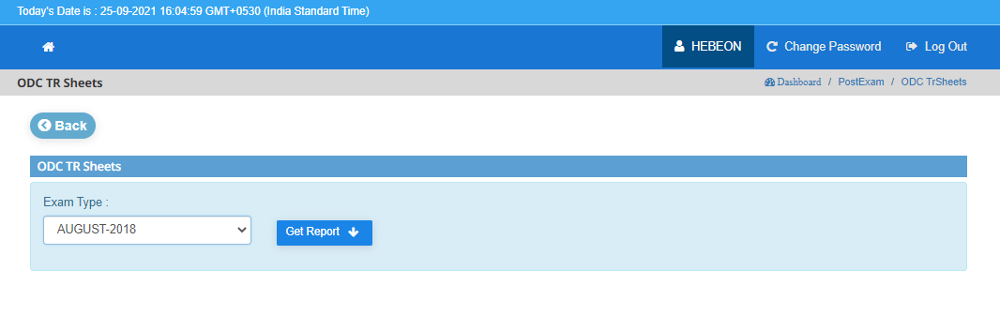 Today's Date is : 25-09-2021 16:04:59 GMT+0530 (India Standard Time)
HEBEON Change Password Log Out
ODC TR Sheets Dashboard / PostExam / ODC TrSheets
Back
ODC TR Sheets
Exam Type :
AUGUST-2018 Get Report